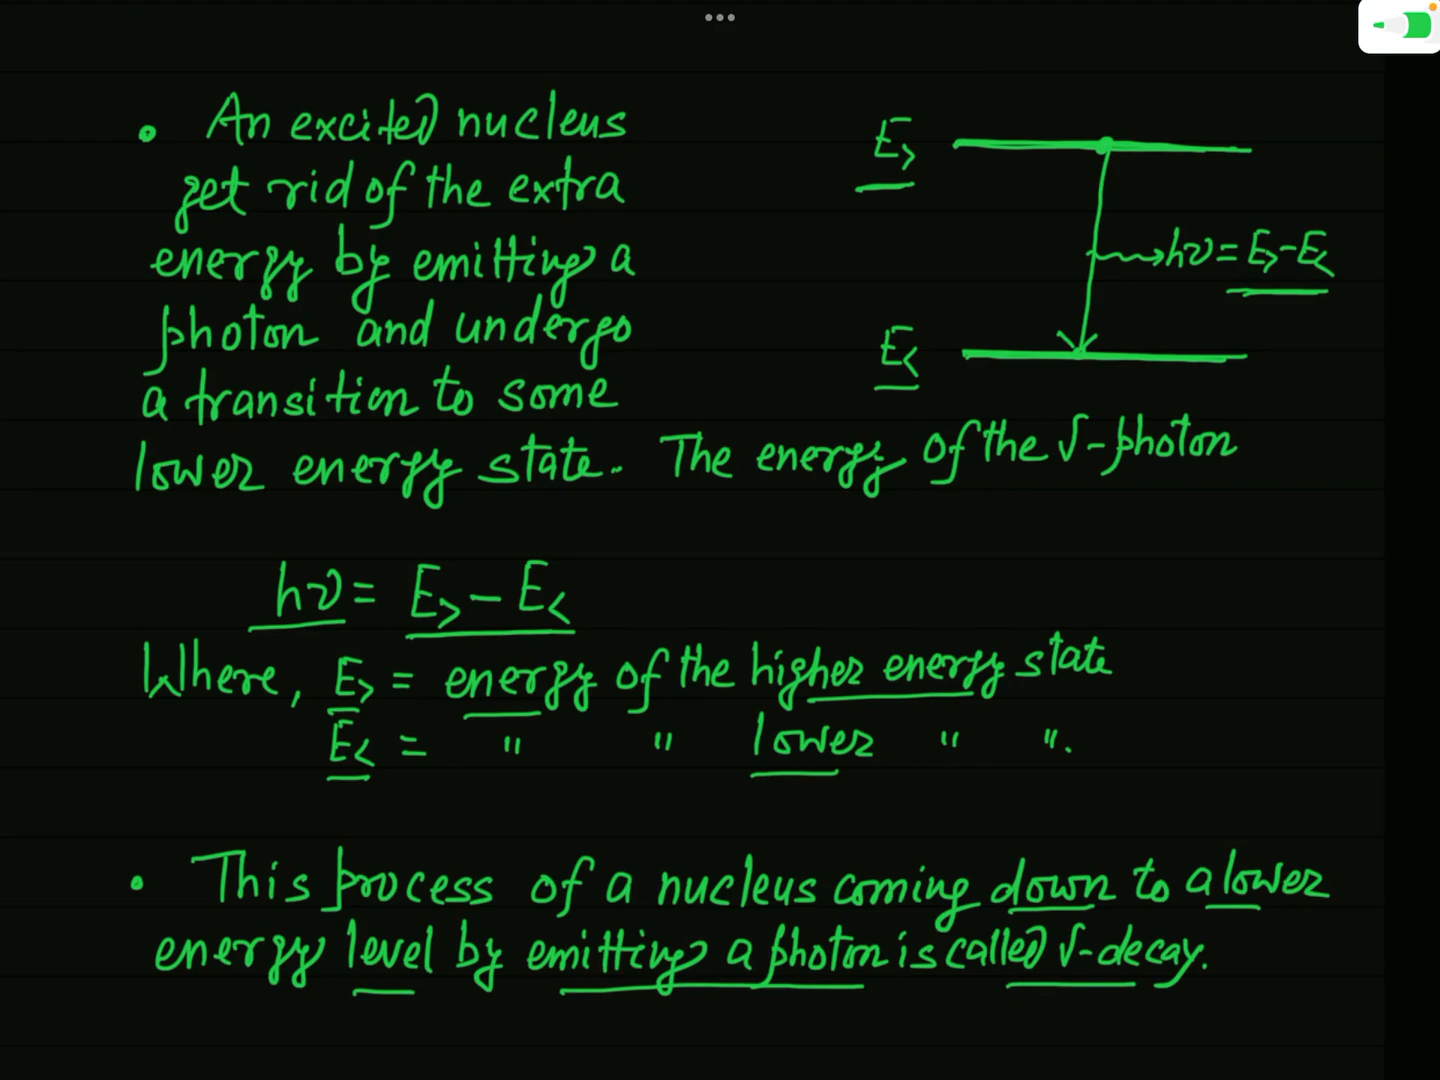 • An excited nucleus
get rid of the extra
energy by emitting a
photon and undergo
a transition to some
lower energy state. The energy of the γ-photon
E>
hν = E> - E<
E<
hν = E> - E<
Where, E> = energy of the higher energy state
E< = " " lower " ".
• This process of a nucleus coming down to a lower
energy level by emitting a photon is called γ-decay.